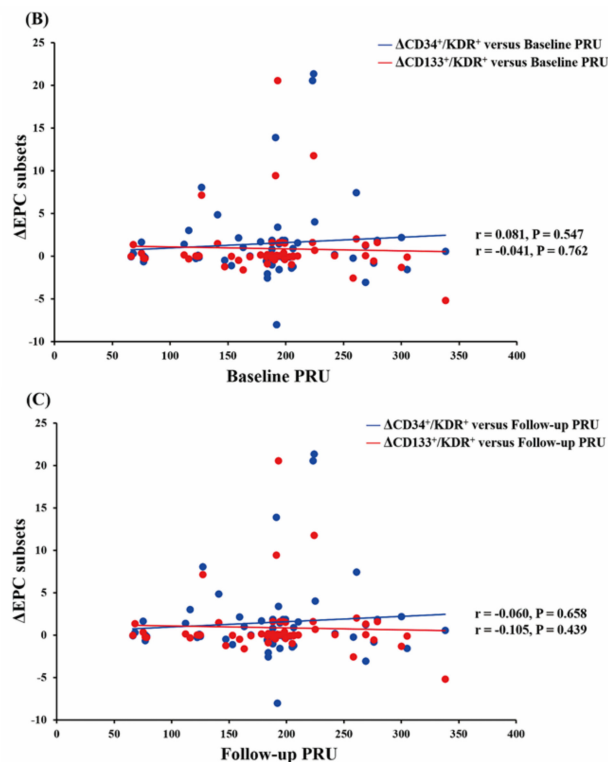 (B)
ΔCD34⁺/KDR⁺ versus Baseline PRU
ΔCD133⁺/KDR⁺ versus Baseline PRU
25
20
15
10
5
0
-5
-10
ΔEPC subsets
r = 0.081, P = 0.547
r = -0.041, P = 0.762
0 50 100 150 200 250 300 350 400
Baseline PRU
(C)
ΔCD34⁺/KDR⁺ versus Follow-up PRU
ΔCD133⁺/KDR⁺ versus Follow-up PRU
25
20
15
10
5
0
-5
-10
ΔEPC subsets
r = -0.060, P = 0.658
r = -0.105, P = 0.439
0 50 100 150 200 250 300 350 400
Follow-up PRU